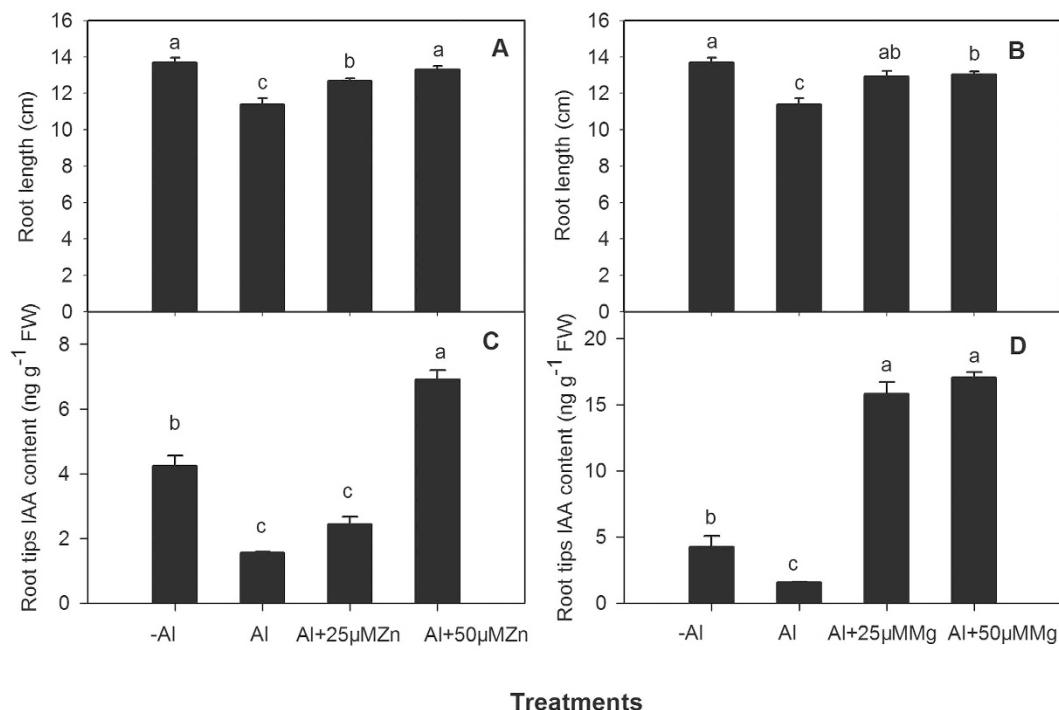 A
Root length (cm)
16
14
12
10
8
6
4
2
0
a
c
b
a
B
Root length (cm)
16
14
12
10
8
6
4
2
0
a
c
ab
b
C
Root tips IAA content (ng g⁻¹ FW)
8
6
4
2
0
b
c
c
a
-Al
Al
Al+25µMZn
Al+50µMZn
D
Root tips IAA content (ng g⁻¹ FW)
20
15
10
5
0
b
c
a
a
-Al
Al
Al+25µMMg
Al+50µMMg
Treatments